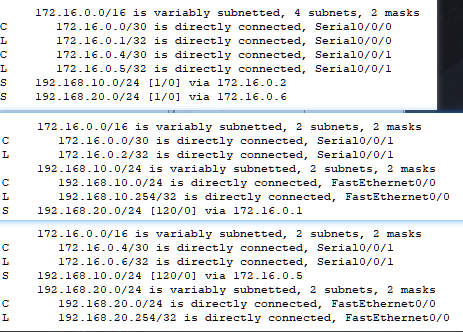 172.16.0.0/16 is variably subnetted, 4 subnets, 2 masks
C 172.16.0.0/30 is directly connected, Serial0/0/0
L 172.16.0.1/32 is directly connected, Serial0/0/0
C 172.16.0.4/30 is directly connected, Serial0/0/1
L 172.16.0.5/32 is directly connected, Serial0/0/1
S 192.168.10.0/24 [1/0] via 172.16.0.2
S 192.168.20.0/24 [1/0] via 172.16.0.6
172.16.0.0/16 is variably subnetted, 2 subnets, 2 masks
C 172.16.0.0/30 is directly connected, Serial0/0/1
L 172.16.0.2/32 is directly connected, Serial0/0/1
192.168.10.0/24 is variably subnetted, 2 subnets, 2 masks
C 192.168.10.0/24 is directly connected, FastEthernet0/0
L 192.168.10.254/32 is directly connected, FastEthernet0/0
S 192.168.20.0/24 [120/0] via 172.16.0.1
172.16.0.0/16 is variably subnetted, 2 subnets, 2 masks
C 172.16.0.4/30 is directly connected, Serial0/0/1
L 172.16.0.6/32 is directly connected, Serial0/0/1
S 192.168.10.0/24 [120/0] via 172.16.0.5
192.168.20.0/24 is variably subnetted, 2 subnets, 2 masks
C 192.168.20.0/24 is directly connected, FastEthernet0/0
L 192.168.20.254/32 is directly connected, FastEthernet0/0